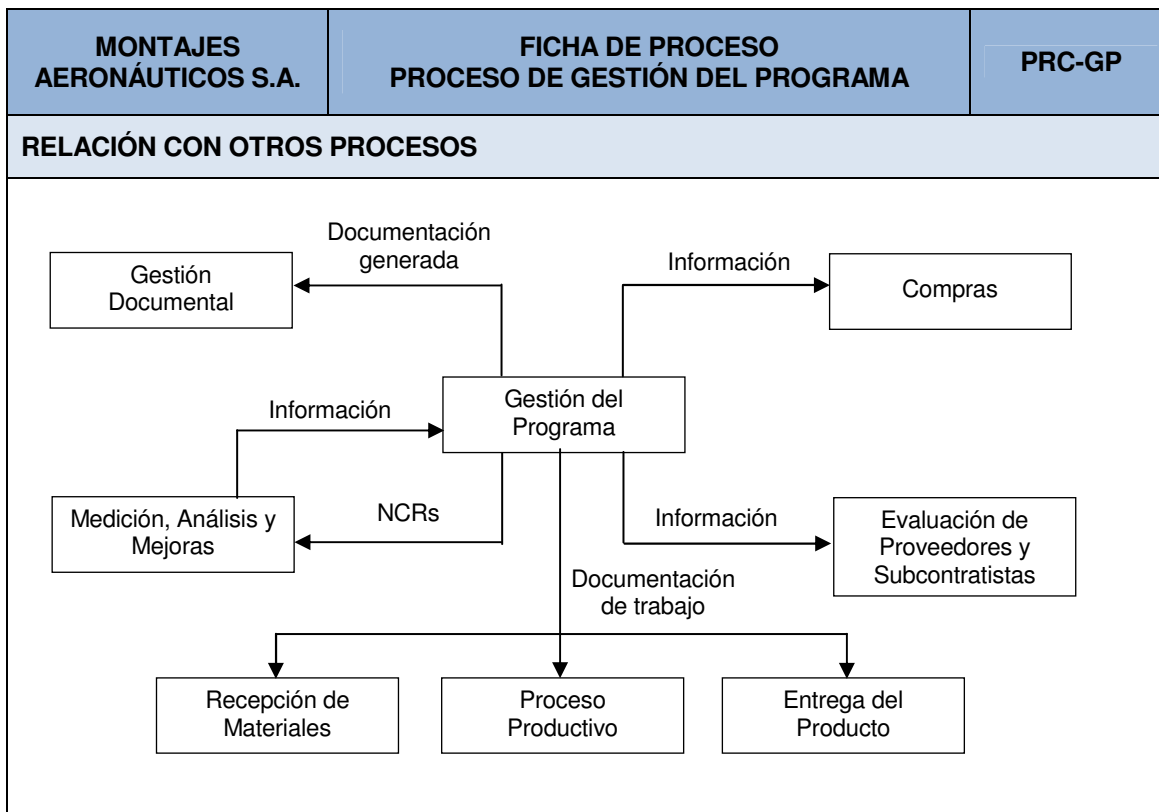 MONTAJES
AERONÁUTICOS S.A.
FICHA DE PROCESO
PROCESO DE GESTIÓN DEL PROGRAMA
PRC-GP
RELACIÓN CON OTROS PROCESOS
Documentación
generada
Información
Gestión
Documental
Compras
Información
Gestión del
Programa
Medición, Análisis y
Mejoras
NCRs
Información
Evaluación de
Proveedores y
Subcontratistas
Documentación
de trabajo
Recepción de
Materiales
Proceso
Productivo
Entrega del
Producto